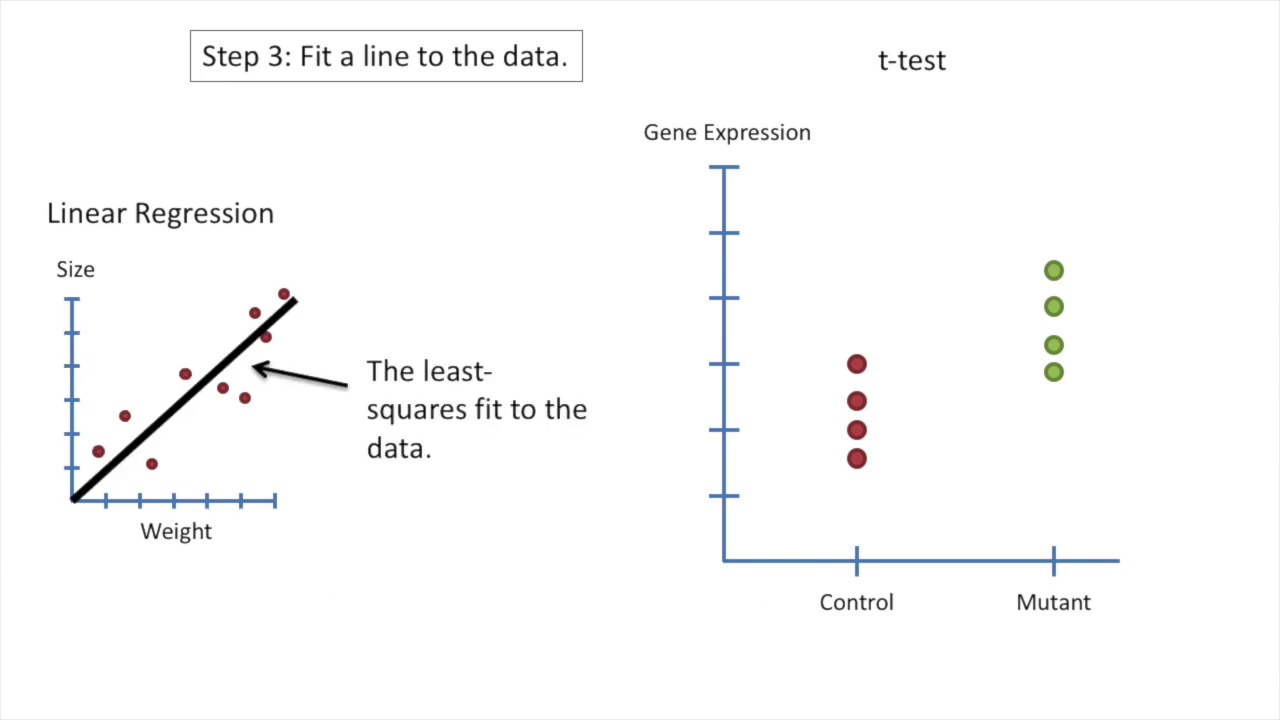 Step 3: Fit a line to the data.
t-test
Linear Regression
Size
The least-
squares fit to the
data.
Weight
Gene Expression
Control
Mutant